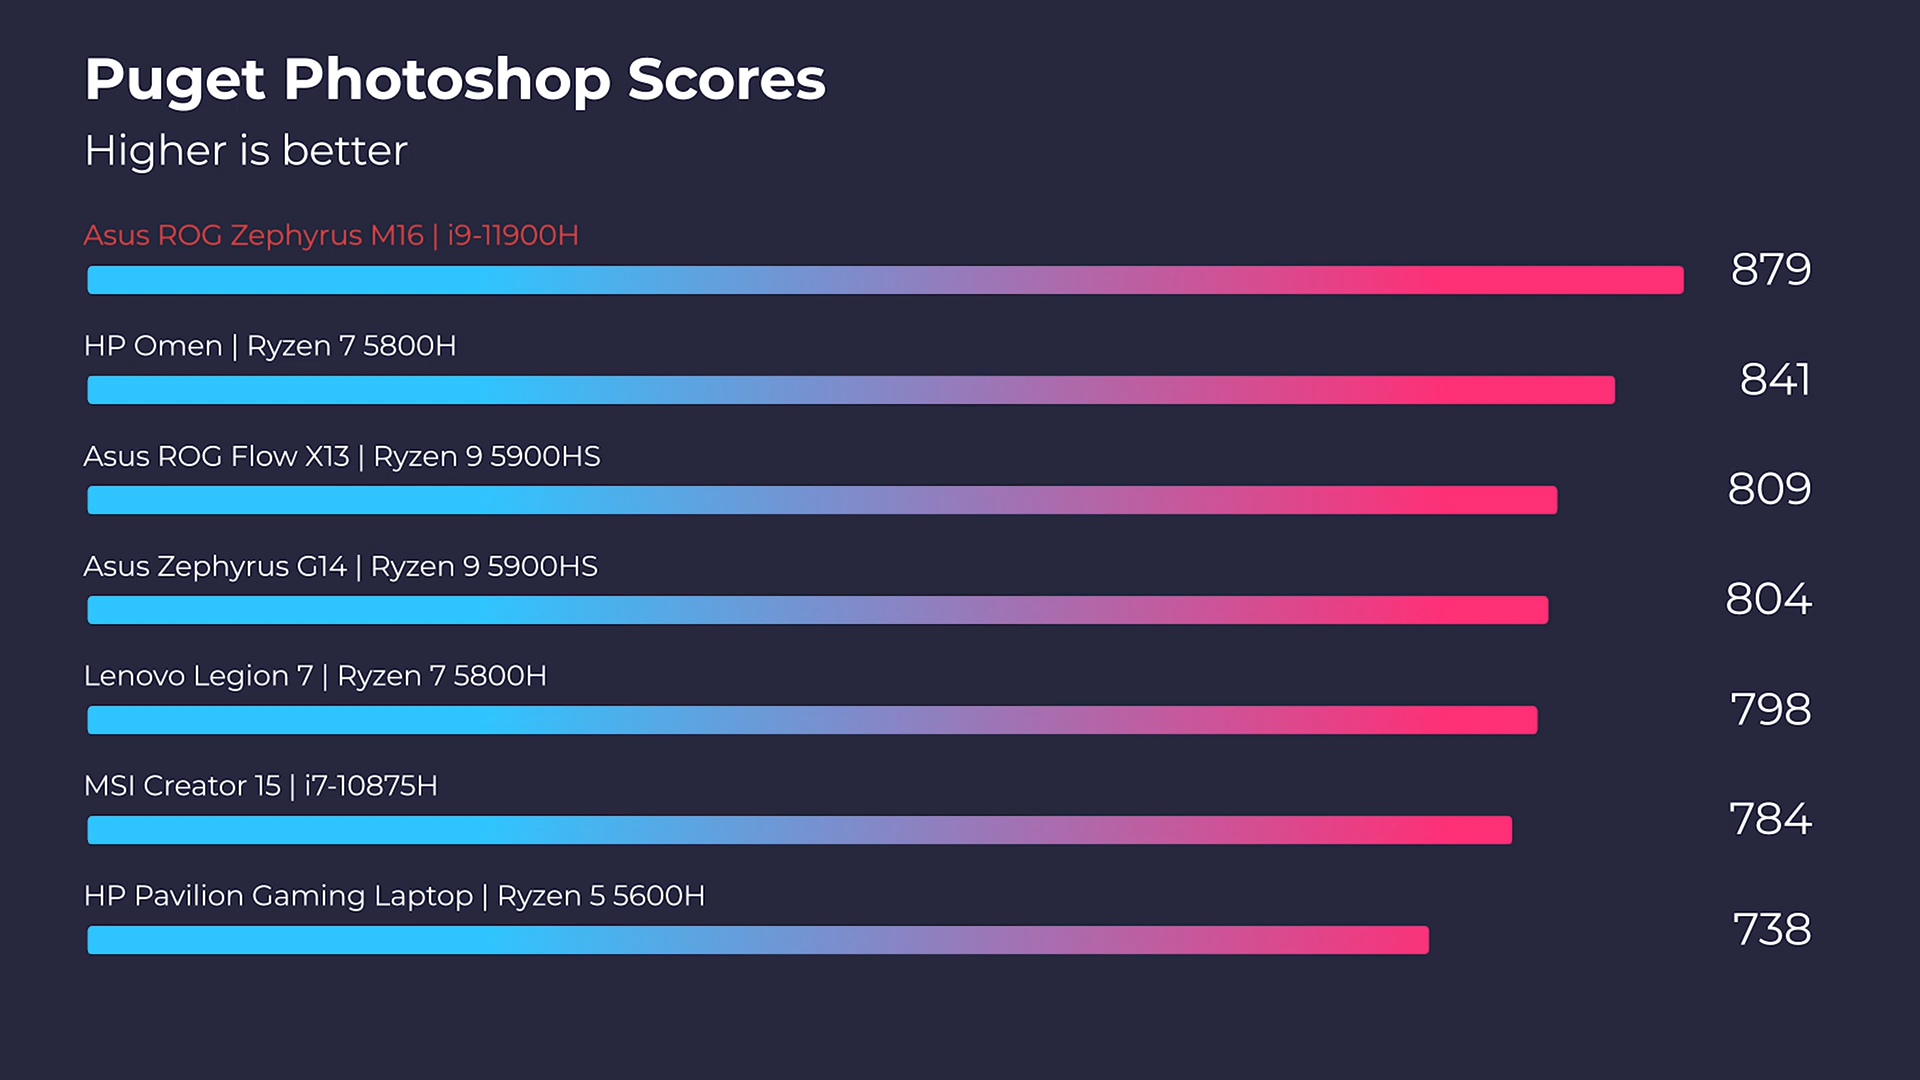 Puget Photoshop Scores
Higher is better
Asus ROG Zephyrus M16 | i9-11900H
879
HP Omen | Ryzen 7 5800H
841
Asus ROG Flow X13 | Ryzen 9 5900HS
809
Asus Zephyrus G14 | Ryzen 9 5900HS
804
Lenovo Legion 7 | Ryzen 7 5800H
798
MSI Creator 15 | i7-10875H
784
HP Pavilion Gaming Laptop | Ryzen 5 5600H
738